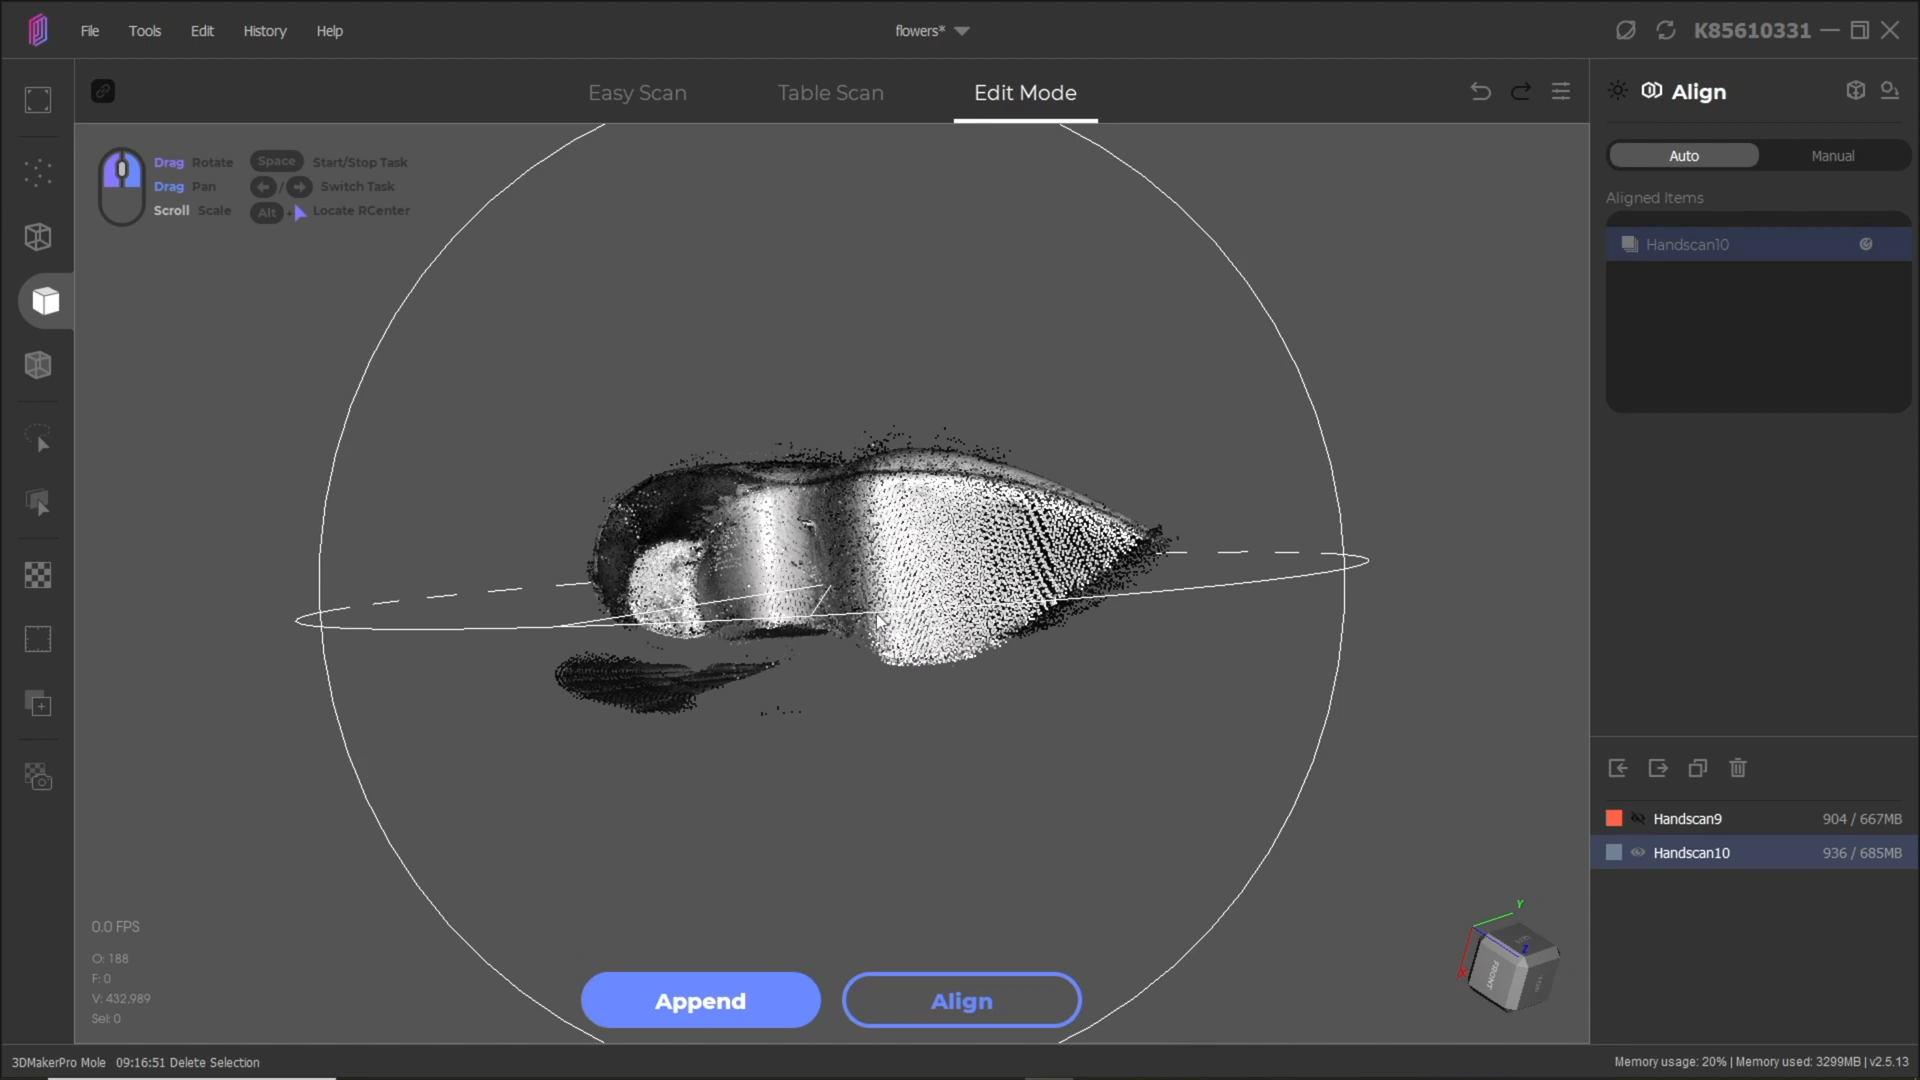 File Tools Edit History Help
flowers*
K85610331
Easy Scan Table Scan Edit Mode
Align
Drag Rotate Space Start/Stop Task
Drag Pan / Switch Task
Scroll Scale Alt + Locate RCenter
Auto Manual
Aligned Items
Handscan10
Handscan9 904 / 667MB
Handscan10 936 / 685MB
Y
Z
X
FRONT
0.0 FPS
O: 188
F: 0
V: 432,989
Sel: 0
Append Align
3DMakerPro Mole 09:16:51 Delete Selection
Memory usage: 20% | Memory used: 3299MB | v2.5.13